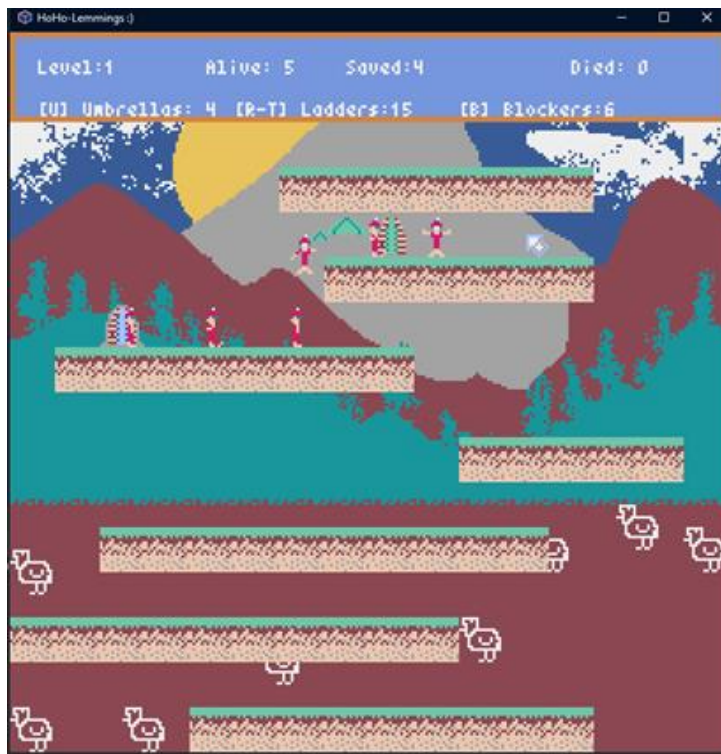 HoHo-Lemmings :)
Level:1 Alive: 5 Saved:4 Died: 0
[U] Umbrellas: 4 [R-T] Ladders:15 [B] Blockers:6